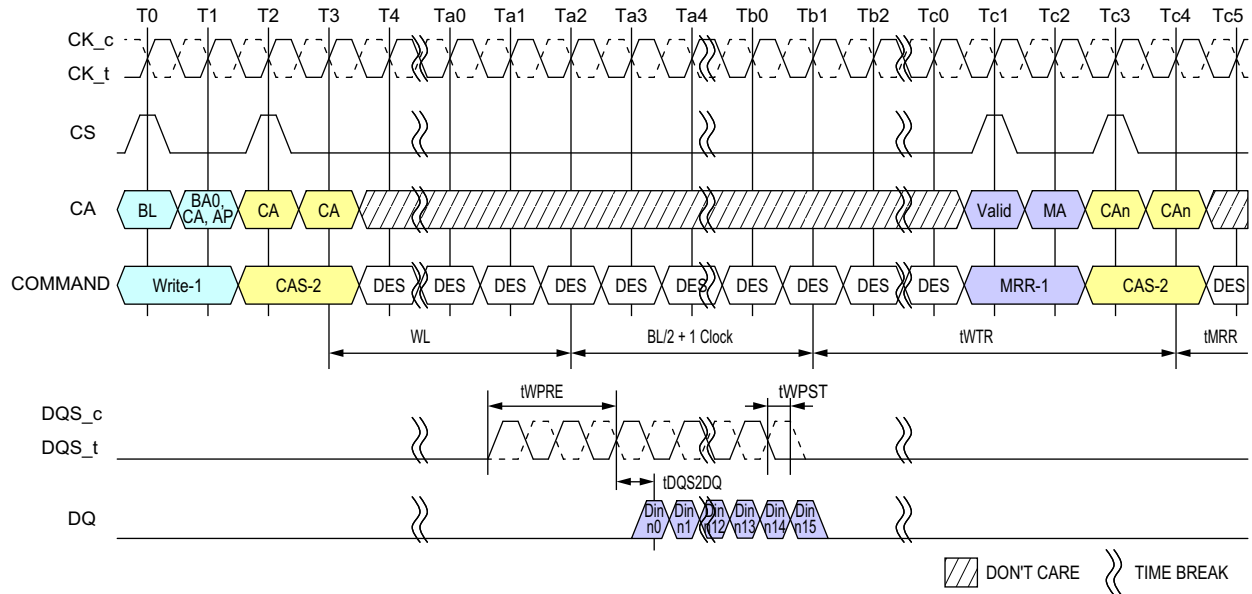 T0 T1 T2 T3 T4 Ta0 Ta1 Ta2 Ta3 Ta4 Tb0 Tb1 Tb2 Tc0 Tc1 Tc2 Tc3 Tc4 Tc5
CK_c
CK_t
CS
CA BL BA0, CA, AP CA CA Valid MA CAn CAn
COMMAND Write-1 CAS-2 DES DES DES DES DES DES DES DES DES DES MRR-1 CAS-2 DES
WL BL/2 + 1 Clock tWTR tMRR
tWPRE tWPST
DQS_c
DQS_t
tDQS2DQ
DQ Din n0 Din n1 Din n12 Din n13 Din n14 Din n15
DON'T CARE TIME BREAK